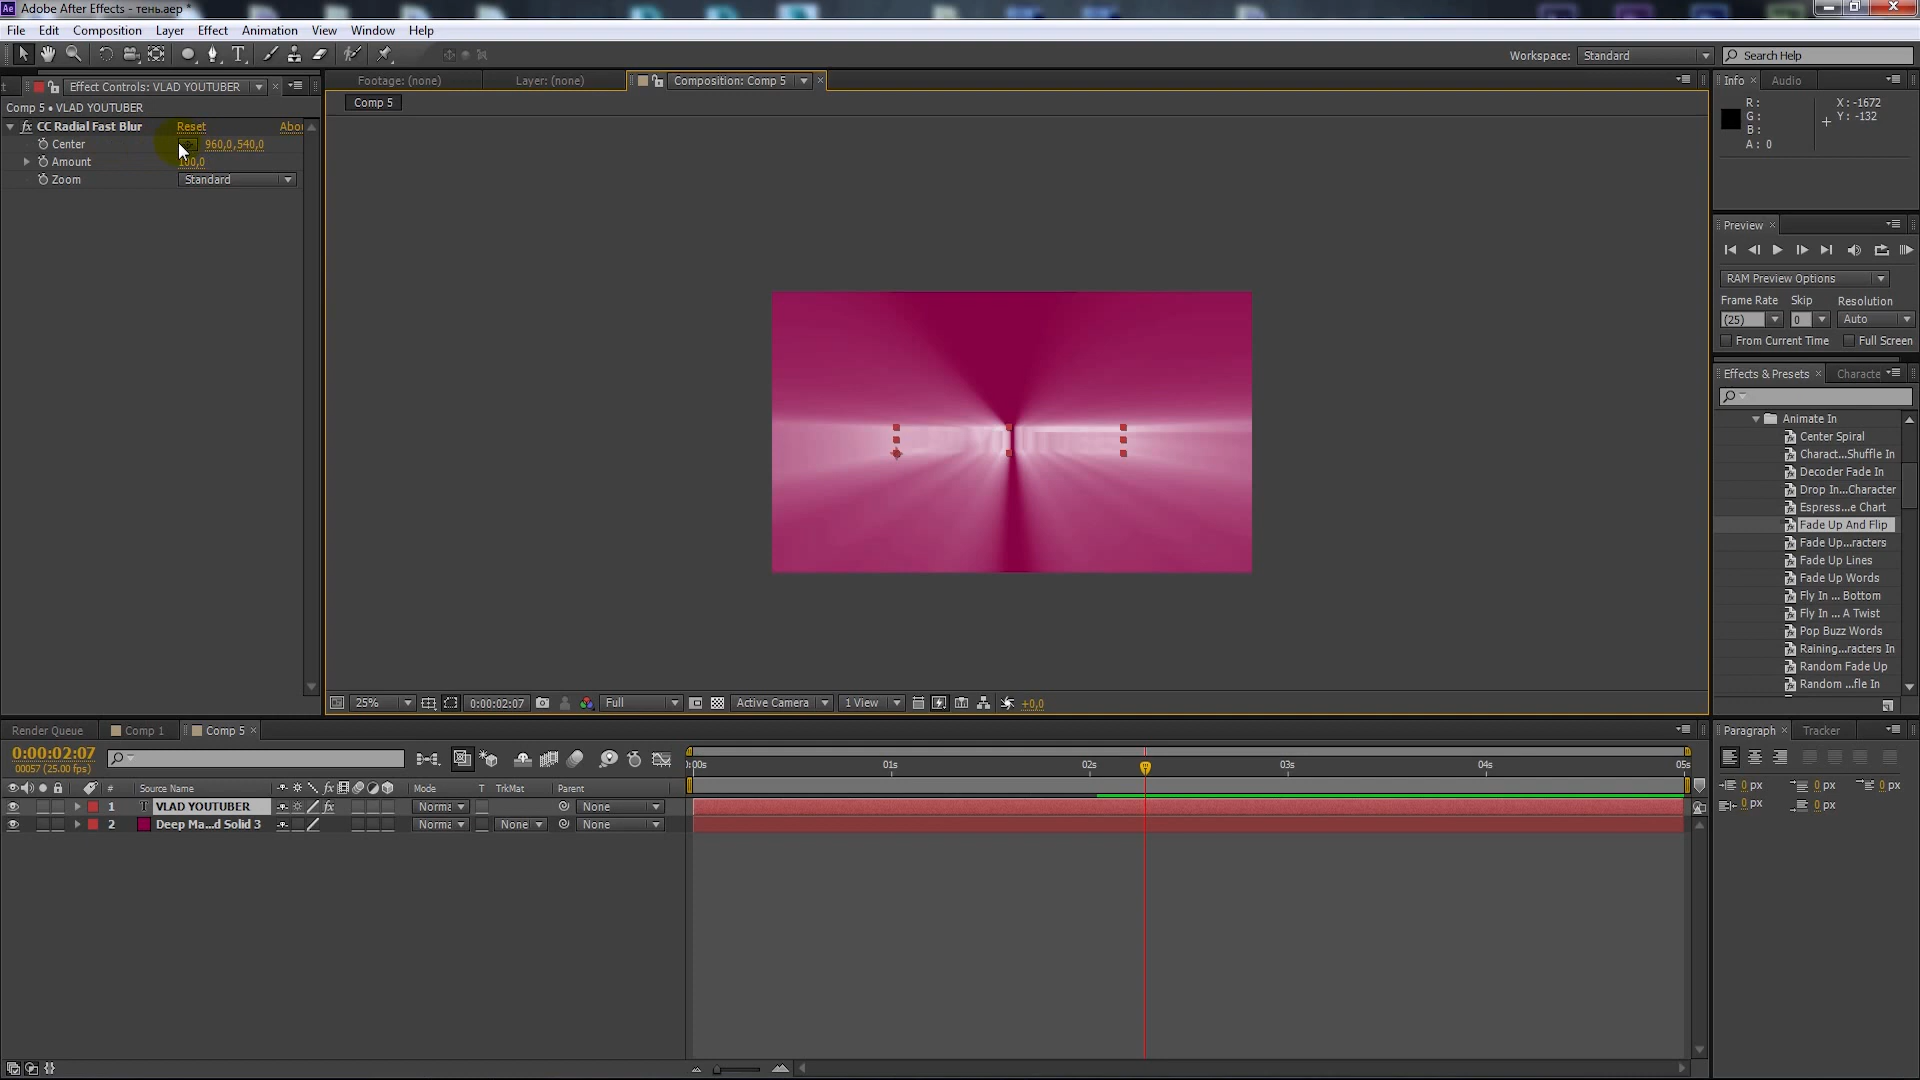 Adobe After Effects - тень.aep *
File Edit Composition Layer Effect Animation View Window Help
Workspace: Standard Search Help
Effect Controls: VLAD YOUTUBER
Footage: (none) Layer: (none) Composition: Comp 5
Info Audio
Comp 5 • VLAD YOUTUBER
Comp 5
R: X: -1672
G: Y: -132
B:
A: 0
fx CC Radial Fast Blur Reset Abou
Center 960,0,540,0
Amount 100,0
Zoom Standard
Preview
RAM Preview Options
Frame Rate Skip Resolution
(25) 0 Auto
From Current Time Full Screen
Effects & Presets Characte
Animate In
Center Spiral
Charact...Shuffle In
Decoder Fade In
Drop In...Character
Espress...e Chart
Fade Up And Flip
Fade Up...racters
Fade Up Lines
Fade Up Words
Fly In ... Bottom
Fly In ... A Twist
Pop Buzz Words
Raining...racters In
Random Fade Up
Random ...fle In
25% 0:00:02:07 Full Active Camera 1 View +0,0
Render Queue Comp 1 Comp 5
Paragraph Tracker
0:00:02:07
00057 (25.00 fps)
):00s 01s 02s 03s 04s 05s
# Source Name fx Mode T TrkMat Parent
1 T VLAD YOUTUBER fx Norma None
2 Deep Ma...d Solid 3 Norma None None
0 px 0 px 0 px
0 px 0 px